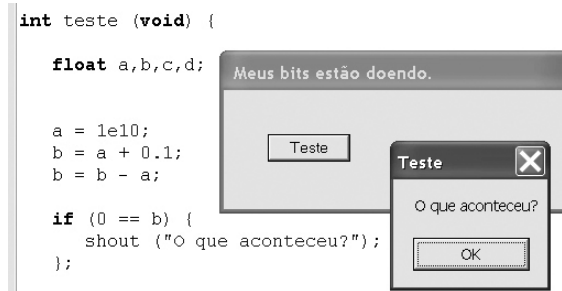 int teste (void) {
float a,b,c,d;
Meus bits estão doendo.
a = 1e10;
b = a + 0.1;
b = b - a;
Teste
Teste
O que aconteceu?
OK
if (0 == b) {
shout ("O que aconteceu?");
};